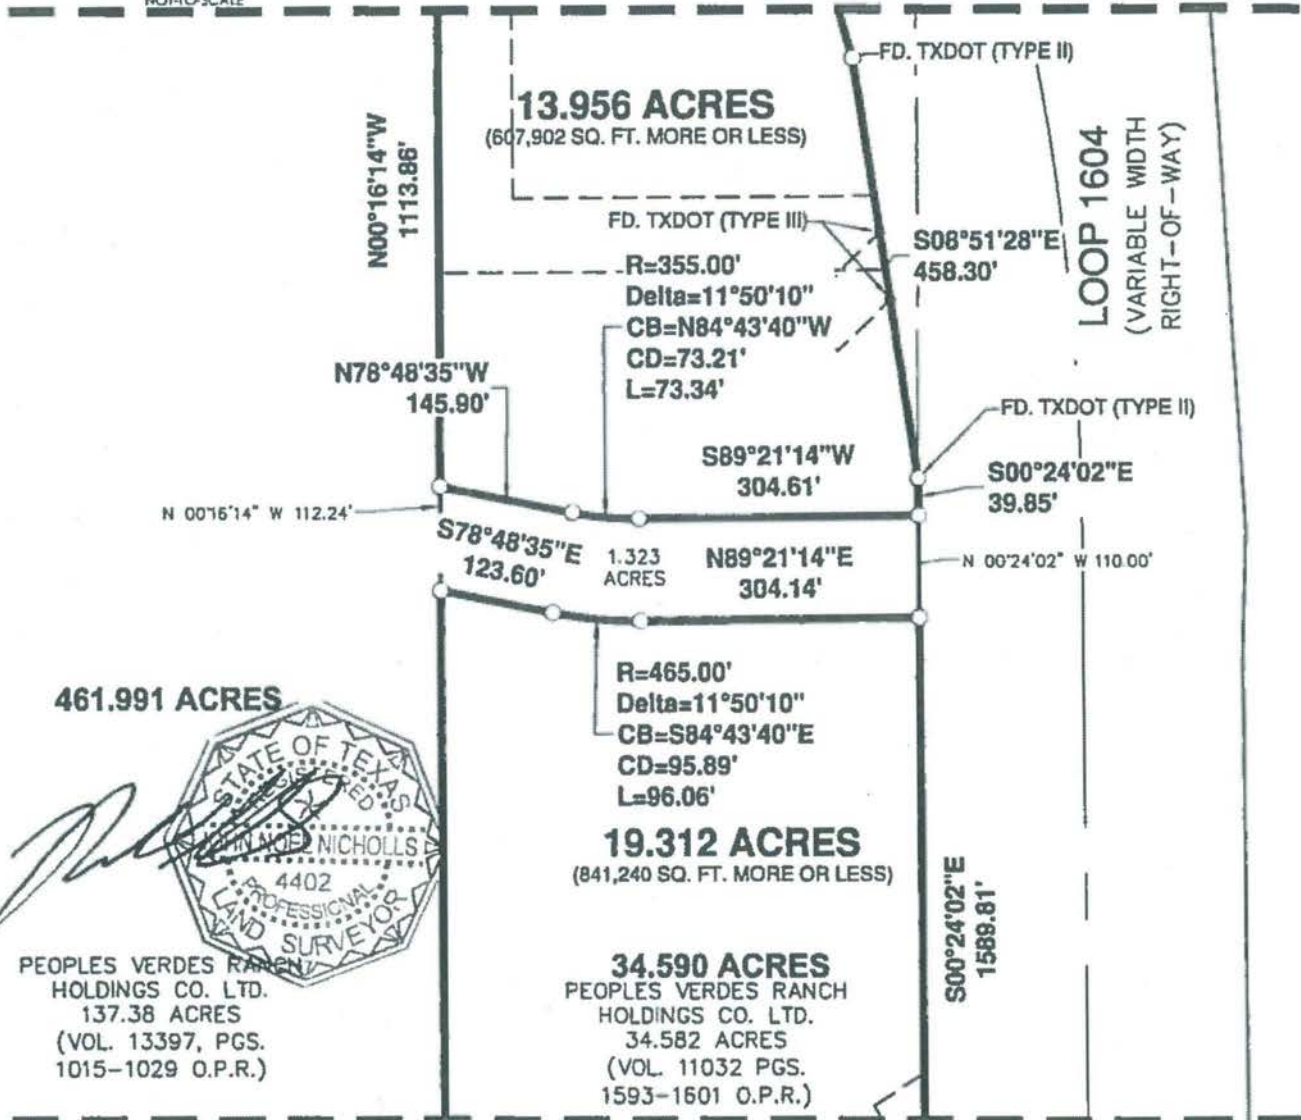 NOT-TO-SCALE
FD. TXDOT (TYPE II)
13.956 ACRES
(607,902 SQ. FT. MORE OR LESS)
N00°16'14"W
1113.86'
LOOP 1604
(VARIABLE WIDTH
RIGHT-OF-WAY)
FD. TXDOT (TYPE III)
S08°51'28"E
458.30'
R=355.00'
Delta=11°50'10"
CB=N84°43'40"W
CD=73.21'
L=73.34'
N78°48'35"W
145.90'
FD. TXDOT (TYPE II)
S89°21'14"W
304.61'
S00°24'02"E
39.85'
N 00°16'14" W 112.24'
S78°48'35"E
123.60'
1.323
ACRES
N89°21'14"E
304.14'
N 00°24'02" W 110.00'
R=465.00'
Delta=11°50'10"
CB=S84°43'40"E
CD=95.89'
L=96.06'
461.991 ACRES
STATE OF TEXAS
REGISTERED
JOHN NOEL NICHOLLS
4402
PROFESSIONAL
LAND SURVEYOR
19.312 ACRES
(841,240 SQ. FT. MORE OR LESS)
S00°24'02"E
1589.81'
PEOPLES VERDES RANCH
HOLDINGS CO. LTD.
137.38 ACRES
(VOL. 13397, PGS.
1015-1029 O.P.R.)
34.590 ACRES
PEOPLES VERDES RANCH
HOLDINGS CO. LTD.
34.582 ACRES
(VOL. 11032 PGS.
1593-1601 O.P.R.)